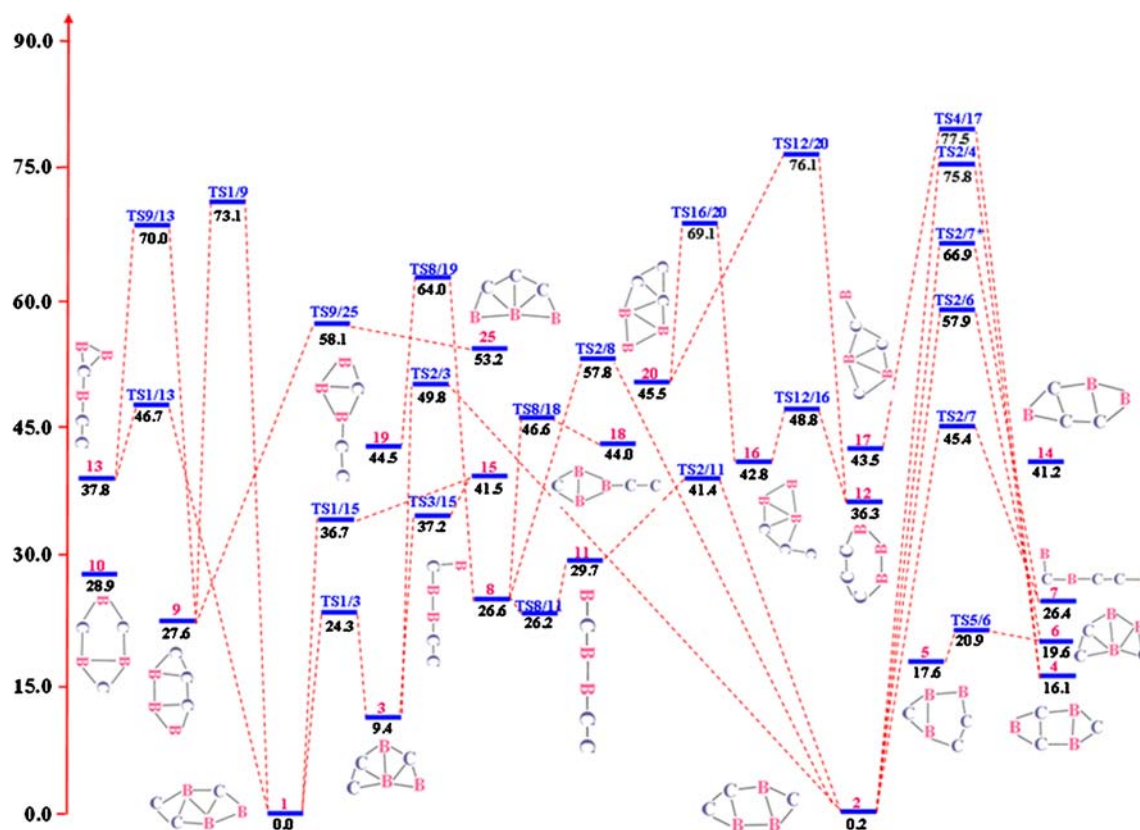 90.0
TS4/17
77.5
TS2/4
75.8
75.0
TS12/20
76.1
TS1/9
73.1
TS9/13
70.0
TS16/20
69.1
TS2/7*
66.9
TS8/19
64.0
60.0
TS9/25
58.1
25
53.2
TS2/8
57.8
TS2/6
57.9
TS2/3
49.8
20
45.5
TS1/13
46.7
TS8/18
46.6
TS12/16
48.8
45.0
TS2/7
45.4
19
44.5
18
44.0
17
43.5
16
42.8
14
41.2
13
37.8
15
41.5
TS2/11
41.4
TS1/15
36.7
TS3/15
37.2
12
36.3
30.0
10
28.9
11
29.7
9
27.6
8
26.6
TS8/11
26.2
7
26.4
TS1/3
24.3
TS5/6
20.9
6
19.6
5
17.6
4
16.1
15.0
3
9.4
0.0
1
0.0
2
0.2
B
B
C
B
C
C
B
C
C
B
B
C
C
B
C
C
B
B
C
B
C
B
B
C
B
B
C
C
C
C
C
B
B
B
C
C
B
C
B
B
B
C
C
C
B
B
B
B
C
C
C
C
B
B
B
C
C
B
B
C
C
B
C
B
B
C
C
B
C
B
B
C
C